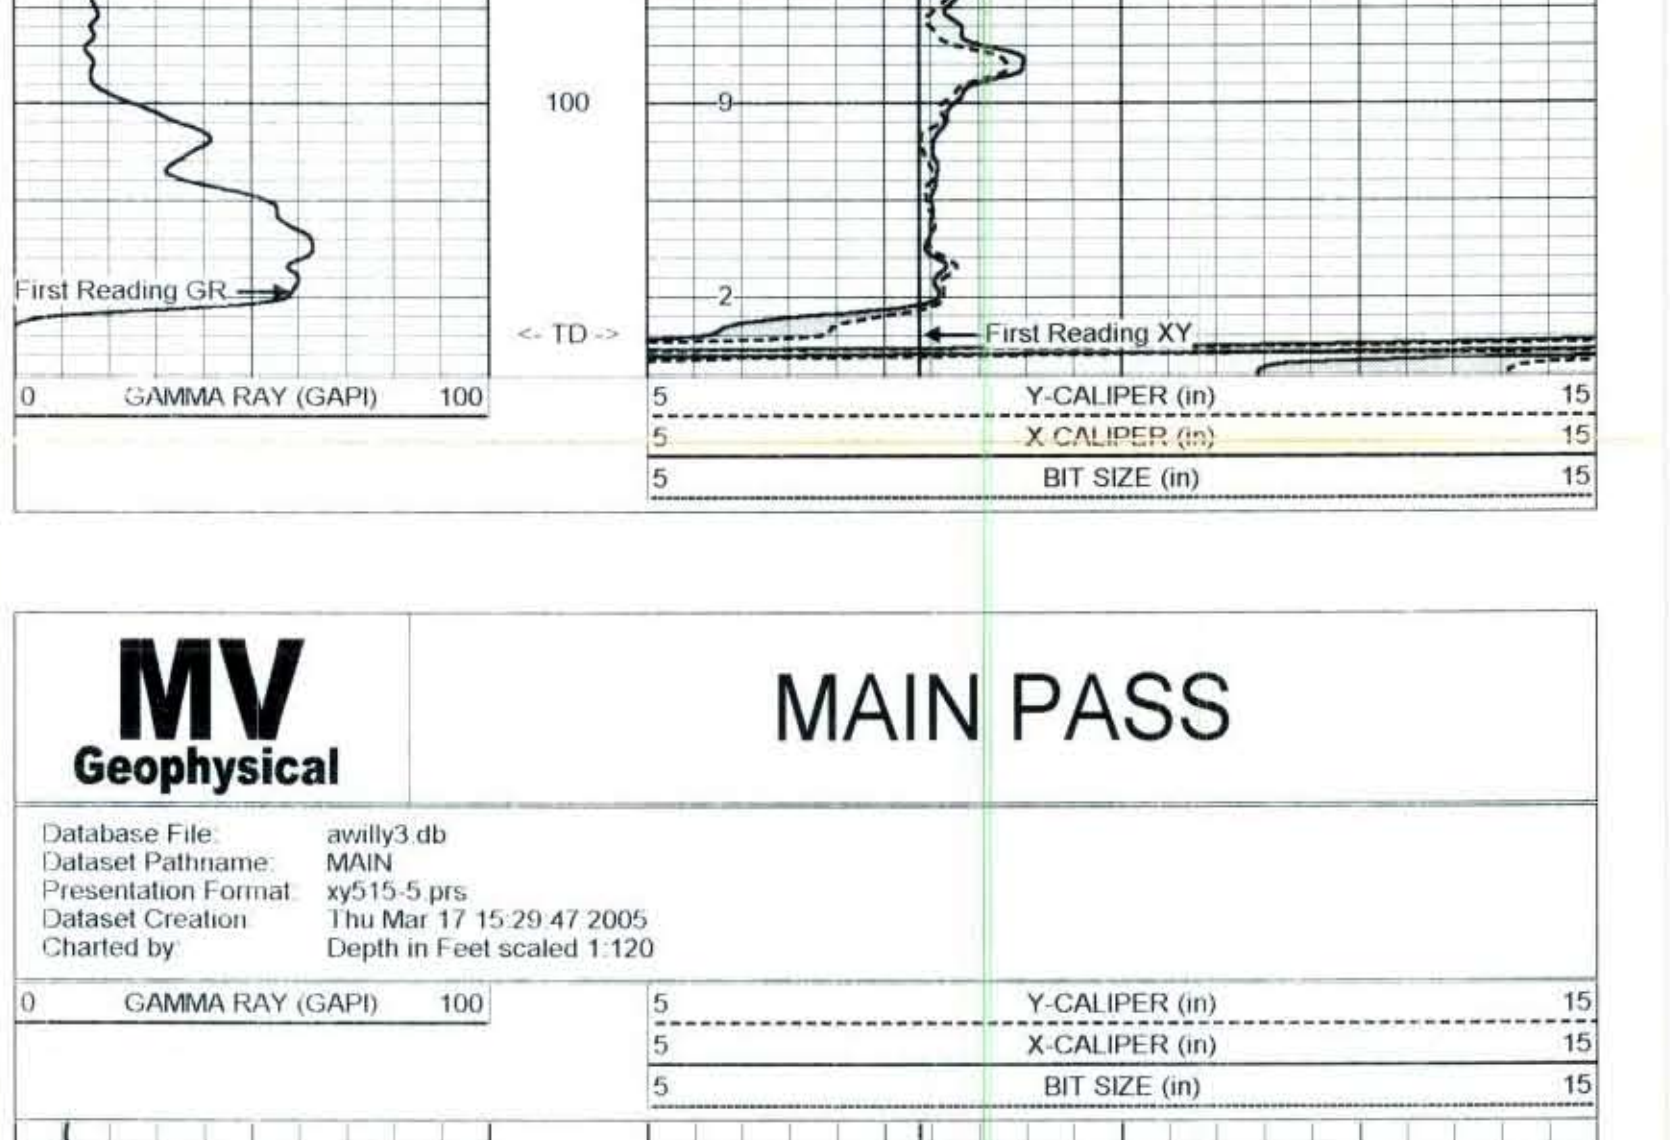 100
9
First Reading GR
2
<- TD ->
First Reading XY
0 GAMMA RAY (GAPI) 100
5 Y-CALIPER (in) 15
5 X CALIPER (in) 15
5 BIT SIZE (in) 15
MV
Geophysical
MAIN PASS
Database File: awilly3.db
Dataset Pathname: MAIN
Presentation Format: xy515-5.prs
Dataset Creation Thu Mar 17 15:29:47 2005
Charted by: Depth in Feet scaled 1:120
0 GAMMA RAY (GAPI) 100
5 Y-CALIPER (in) 15
5 X-CALIPER (in) 15
5 BIT SIZE (in) 15